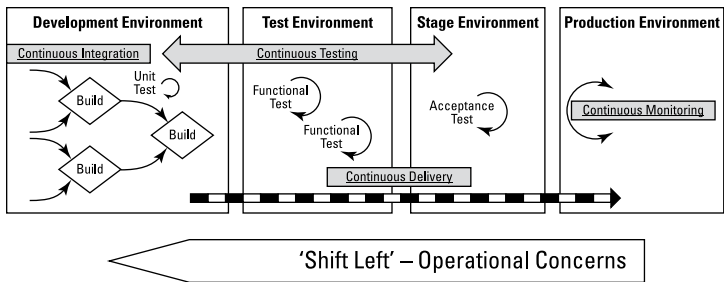 Development Environment
Test Environment
Stage Environment
Production Environment
Continuous Integration
Continuous Testing
Unit
Test
Build
Build
Build
Functional
Test
Functional
Test
Acceptance
Test
Continuous Monitoring
Continuous Delivery
‘Shift Left’ – Operational Concerns